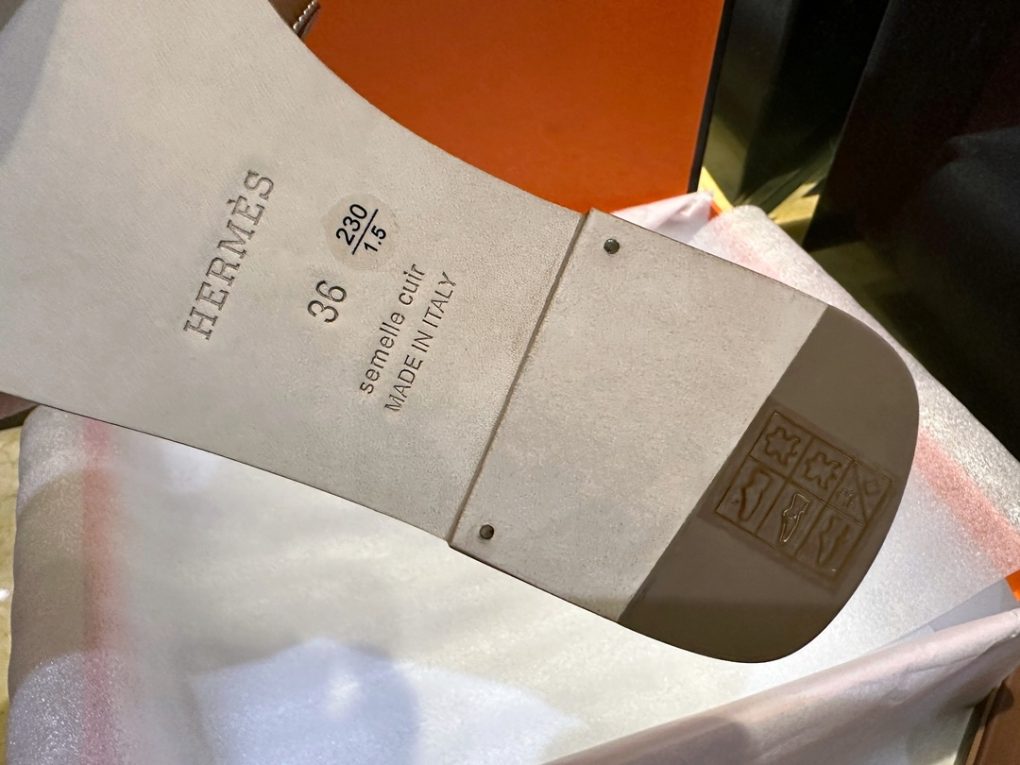 HERMÈS
36
230
1.5
semelle cuir
MADE IN ITALY